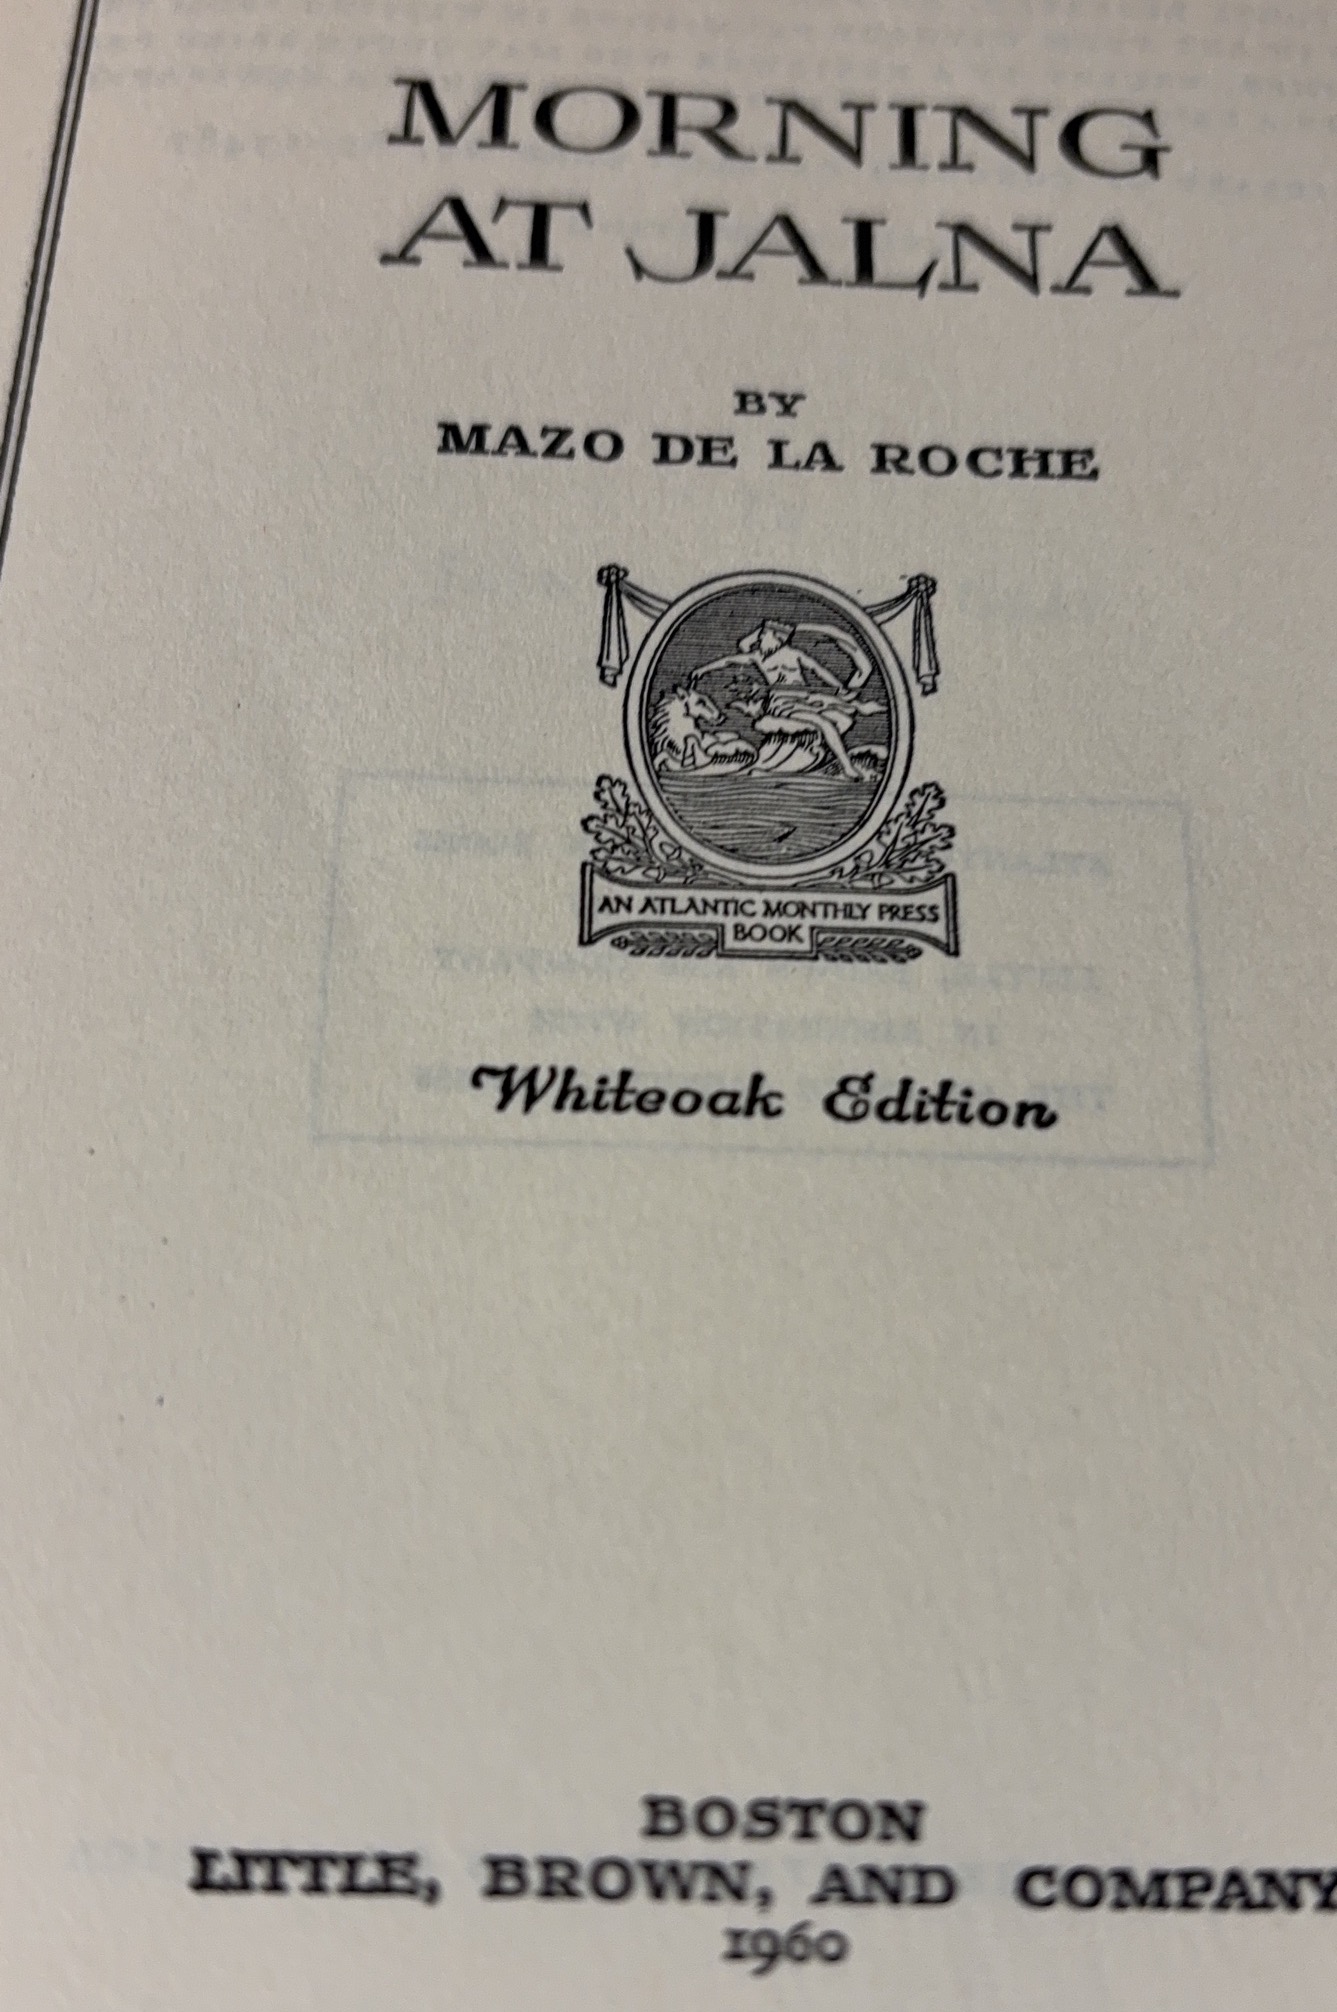 MORNING
AT JALNA
BY
MAZO DE LA ROCHE
AN ATLANTIC MONTHLY PRESS
BOOK
Whiteoak Edition
BOSTON
LITTLE, BROWN, AND COMPANY
1960